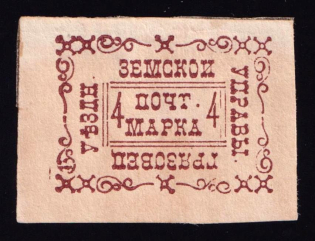 ЗЕМСКОЙ
УПРАВЫ.
ГРЯЗОВЕЦ
УѢЗДН.
4 ПОЧТ. 4
МАРКА